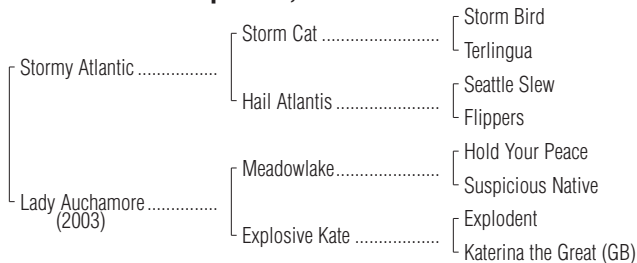 Storm Bird
Storm Cat ..........................
Terlingua
Stormy Atlantic .................
Seattle Slew
Hail Atlantis .......................
Flippers
Hold Your Peace
Meadowlake.......................
Suspicious Native
Lady Auchamore...............
(2003)
Explodent
Explosive Kate ...................
Katerina the Great (GB)